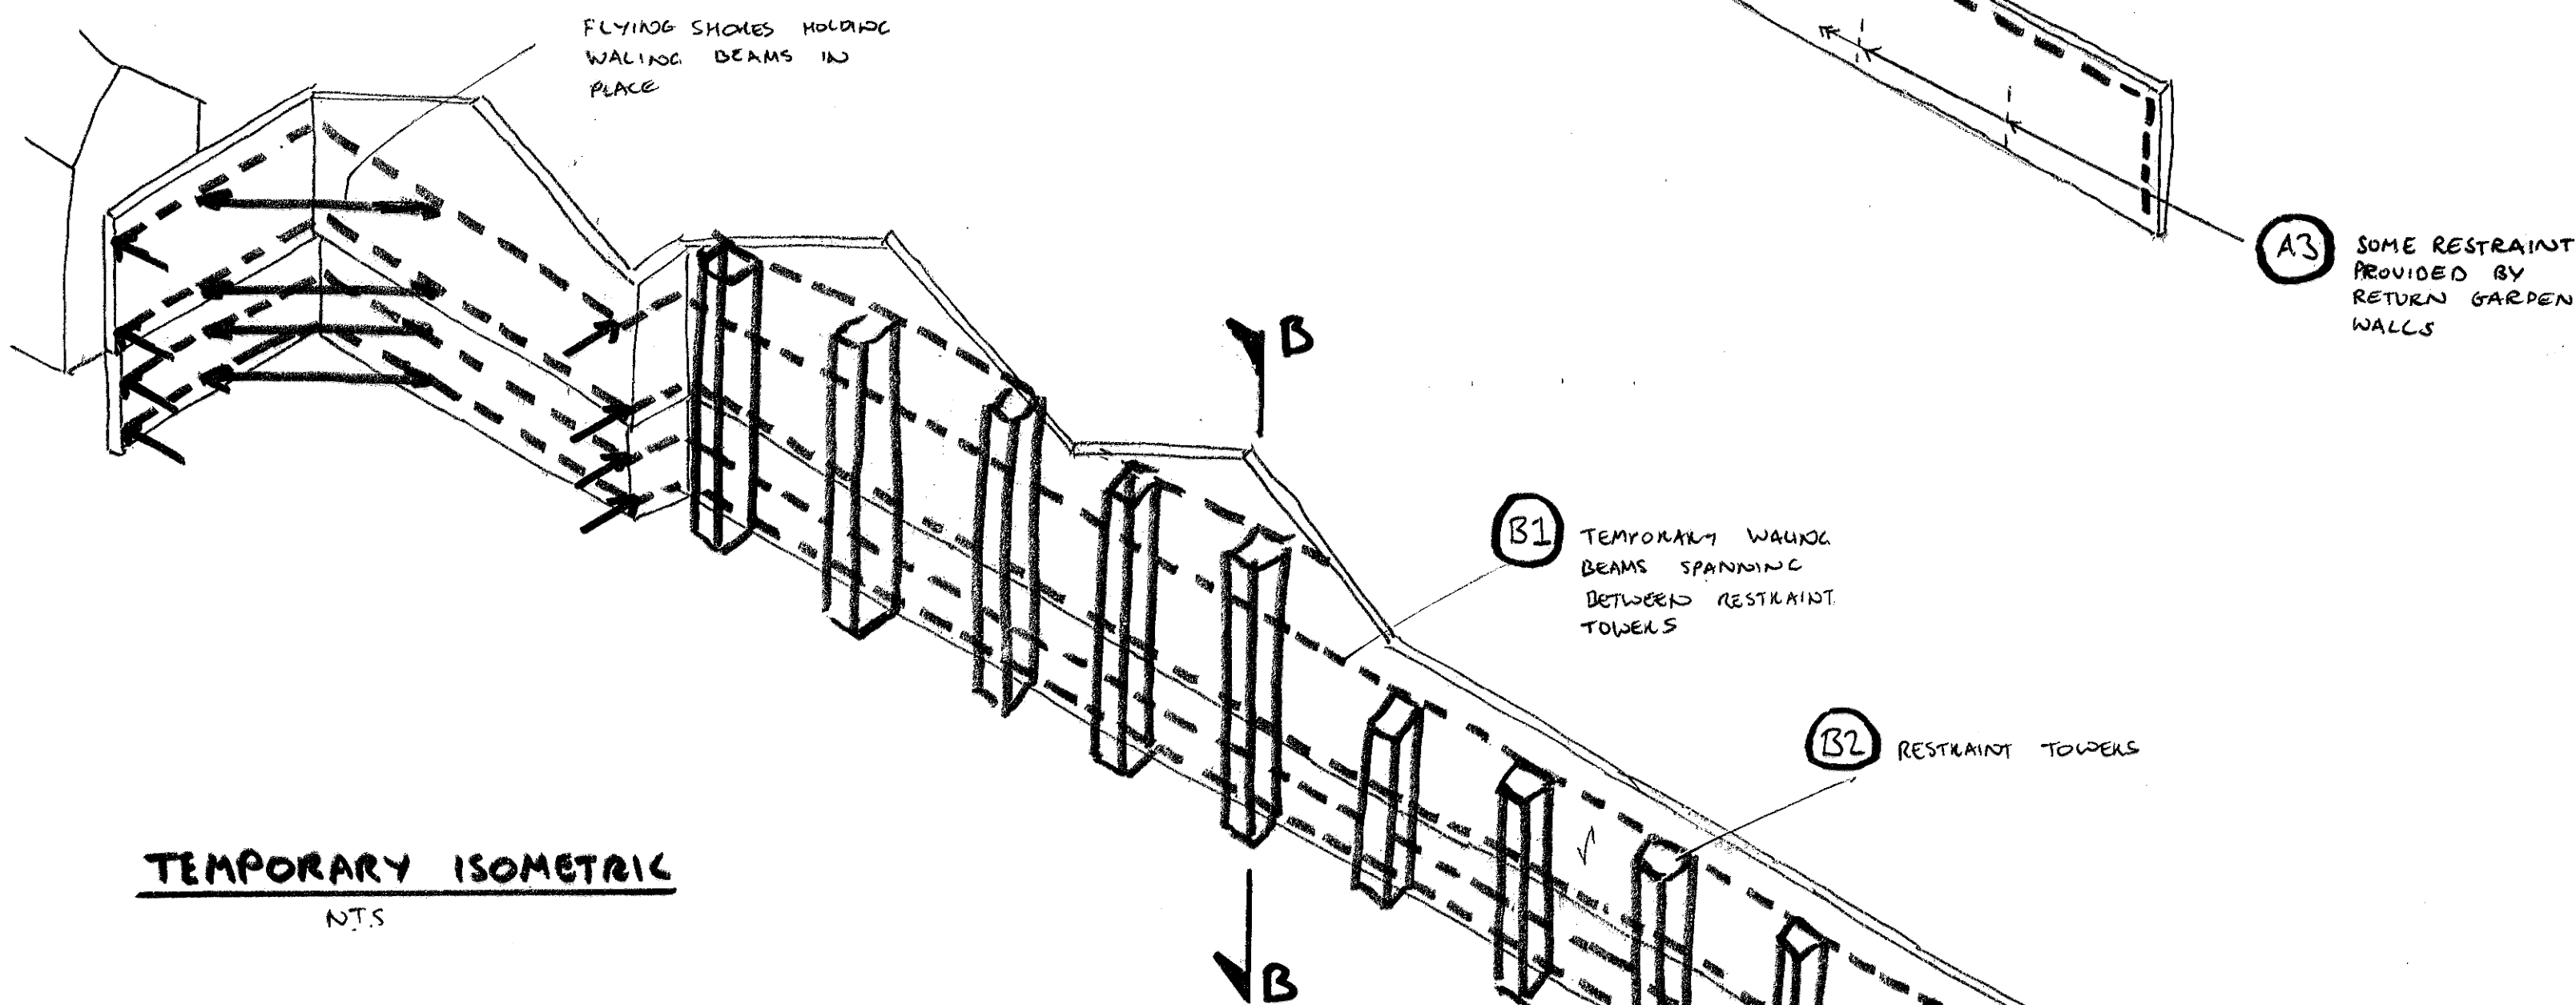 FLYING SHORES HOLDING
WALING BEAMS IN
PLACE
A3
SOME RESTRAINT
PROVIDED BY
RETURN GARDEN
WALLS
B
B1
TEMPORARY WALING
BEAMS SPANNING
BETWEEN RESTRAINT
TOWERS
B2
RESTRAINT TOWERS
TEMPORARY ISOMETRIC
N.T.S
B